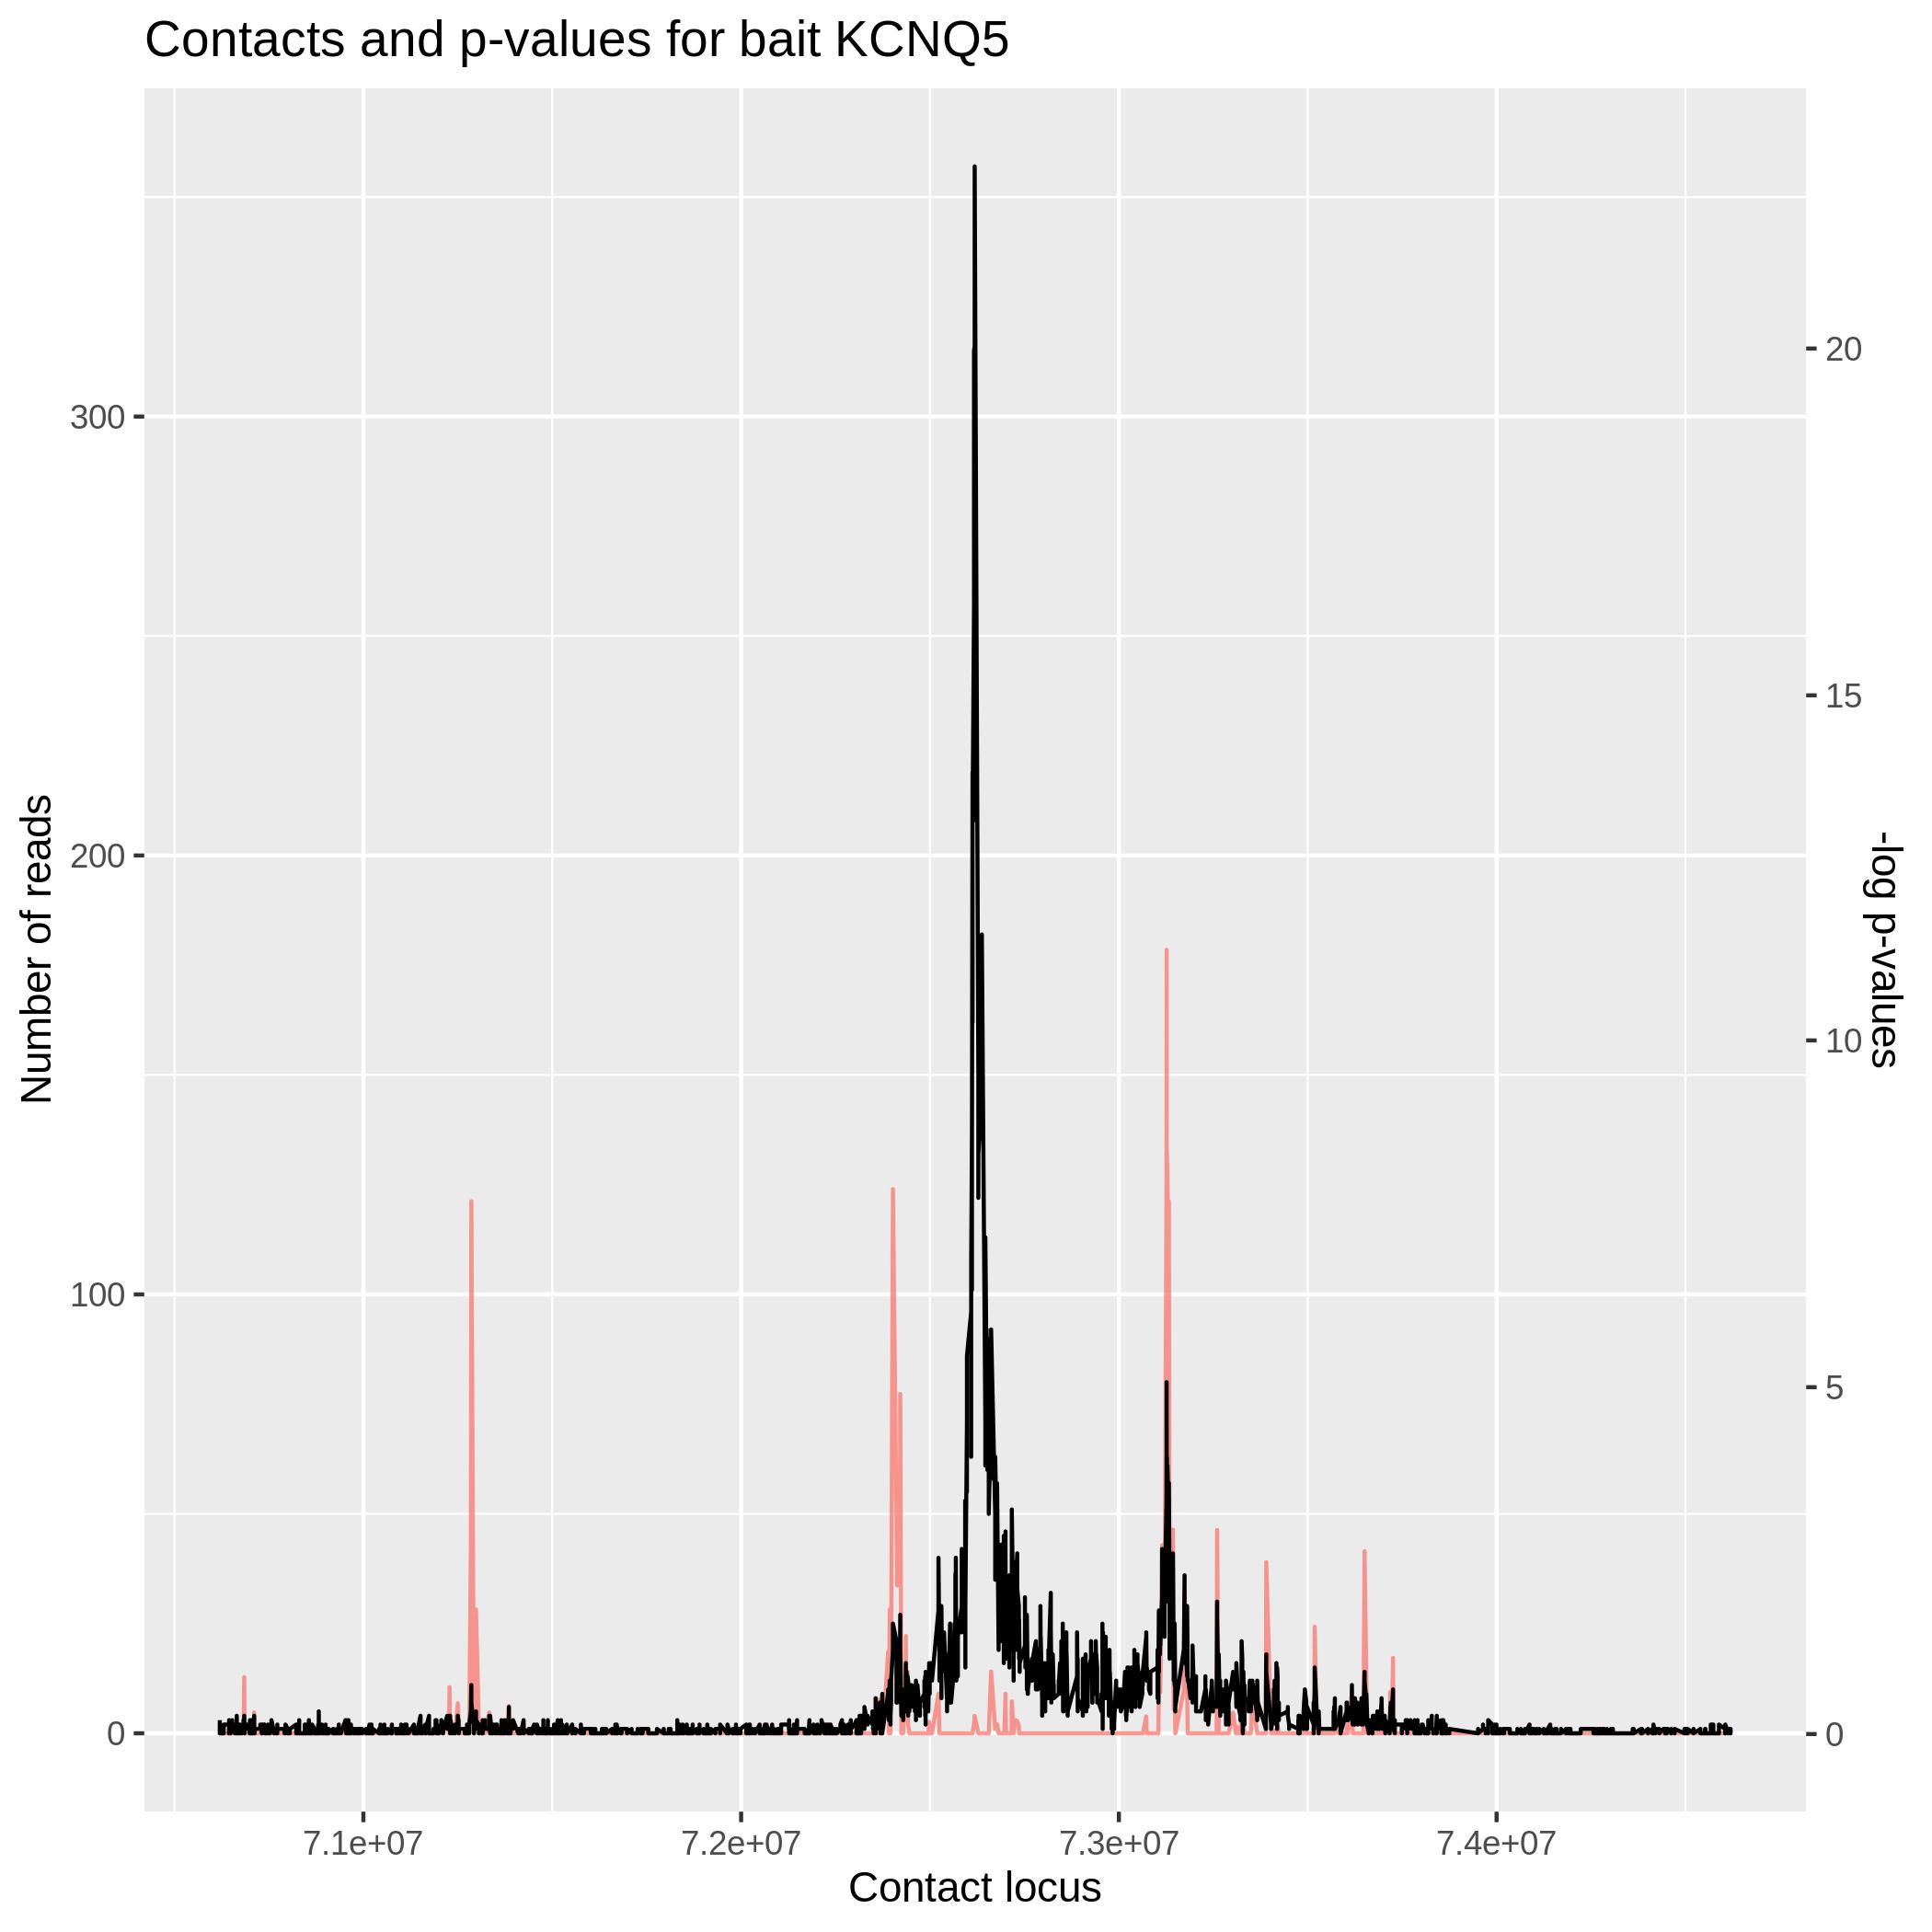 Contacts and p-values for bait KCNQ5
Number of reads
300
200
100
0
20
15
10
5
0
-log p-values
7.1e+07
7.2e+07
7.3e+07
7.4e+07
Contact locus